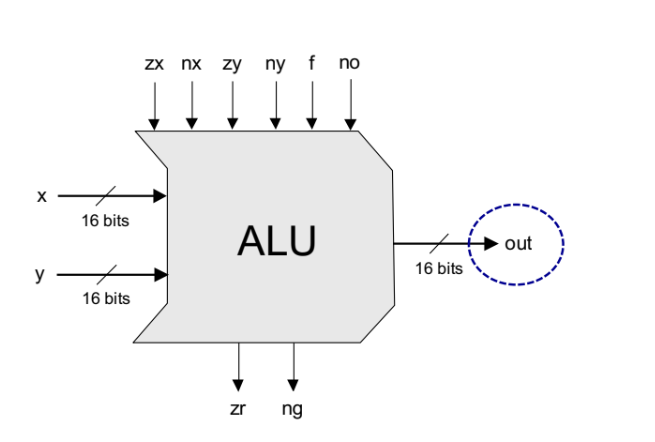 zx nx zy ny f no
x
16 bits
ALU
out
16 bits
y
16 bits
zr ng